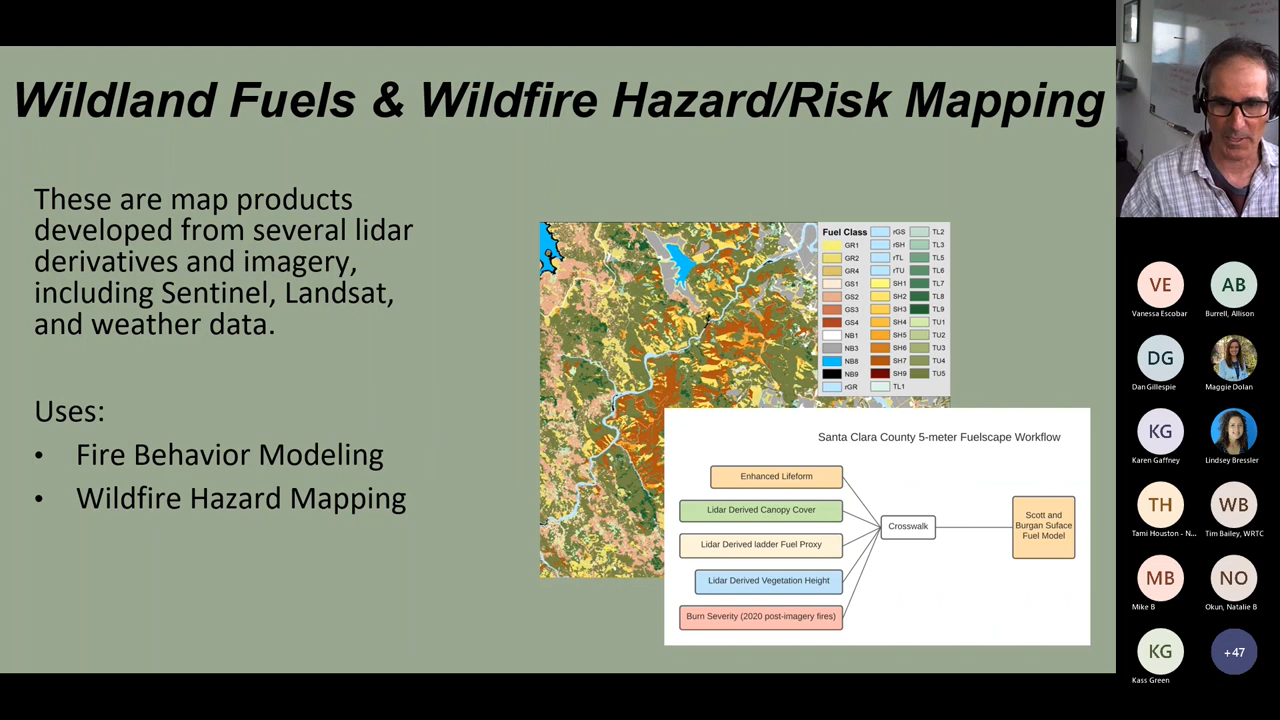 Wildland Fuels & Wildfire Hazard/Risk Mapping
These are map products
developed from several lidar
derivatives and imagery,
including Sentinel, Landsat,
and weather data.
Uses:
• Fire Behavior Modeling
• Wildfire Hazard Mapping
Fuel Class
GR1
GR2
GR4
GS1
GS2
GS3
GS4
NB1
NB3
NB8
NB9
rGR
rGS
rSH
rTL
rTU
SH1
SH2
SH3
SH4
SH5
SH6
SH7
SH9
TL1
TL2
TL3
TL5
TL6
TL7
TL8
TL9
TU1
TU2
TU3
TU4
TU5
Santa Clara County 5-meter Fuelscape Workflow
Enhanced Lifeform
Lidar Derived Canopy Cover
Lidar Derived ladder Fuel Proxy
Lidar Derived Vegetation Height
Burn Severity (2020 post-imagery fires)
Crosswalk
Scott and
Burgan Suface
Fuel Model
VE
Vanessa Escobar
AB
Burrell, Allison
DG
Dan Gillespie
Maggie Dolan
KG
Karen Gaffney
Lindsey Bressler
TH
Tami Houston - N...
WB
Tim Bailey, WRTC
MB
Mike B
NO
Okun, Natalie B
KG
Kass Green
+47